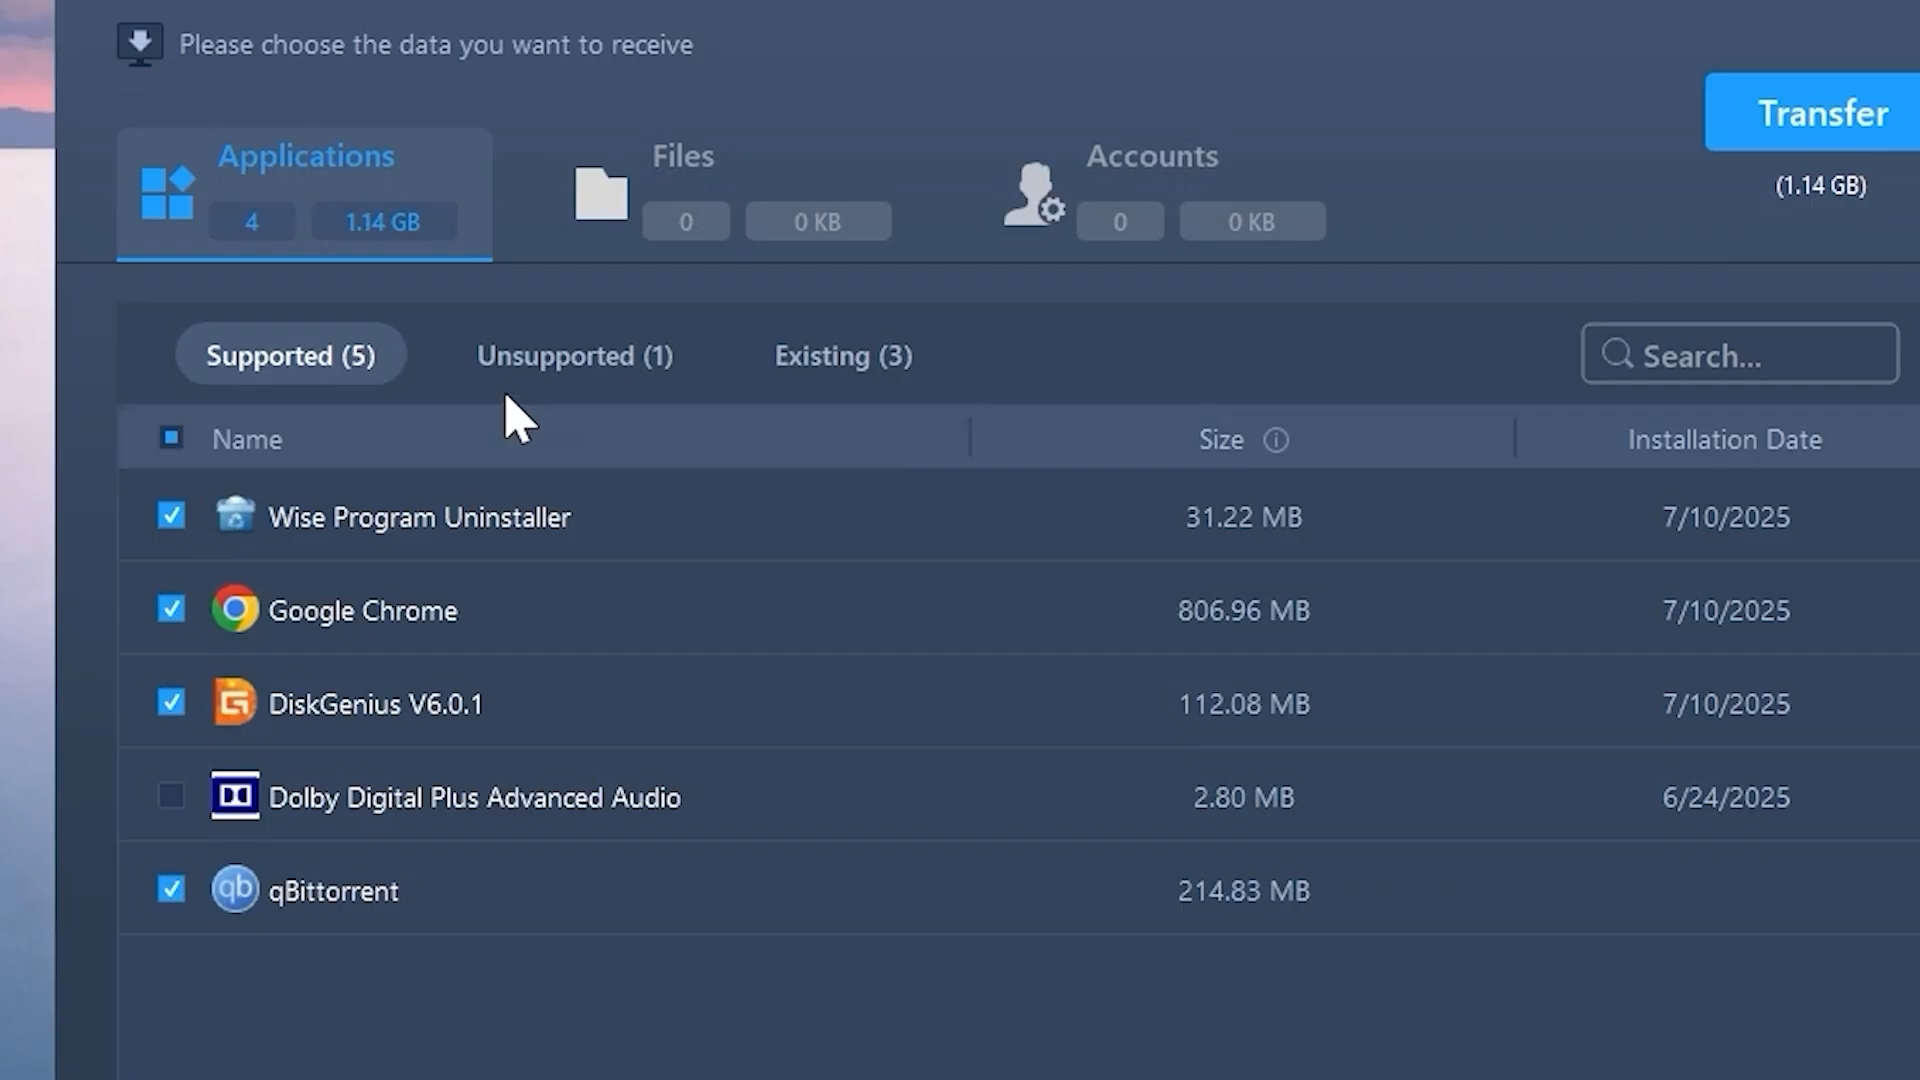 Please choose the data you want to receive
Transfer
(1.14 GB)
Applications
4
1.14 GB
Files
0
0 KB
Accounts
0
0 KB
Supported (5)
Unsupported (1)
Existing (3)
Search...
Name
Size
Installation Date
Wise Program Uninstaller
31.22 MB
7/10/2025
Google Chrome
806.96 MB
7/10/2025
DiskGenius V6.0.1
112.08 MB
7/10/2025
Dolby Digital Plus Advanced Audio
2.80 MB
6/24/2025
qb
qBittorrent
214.83 MB